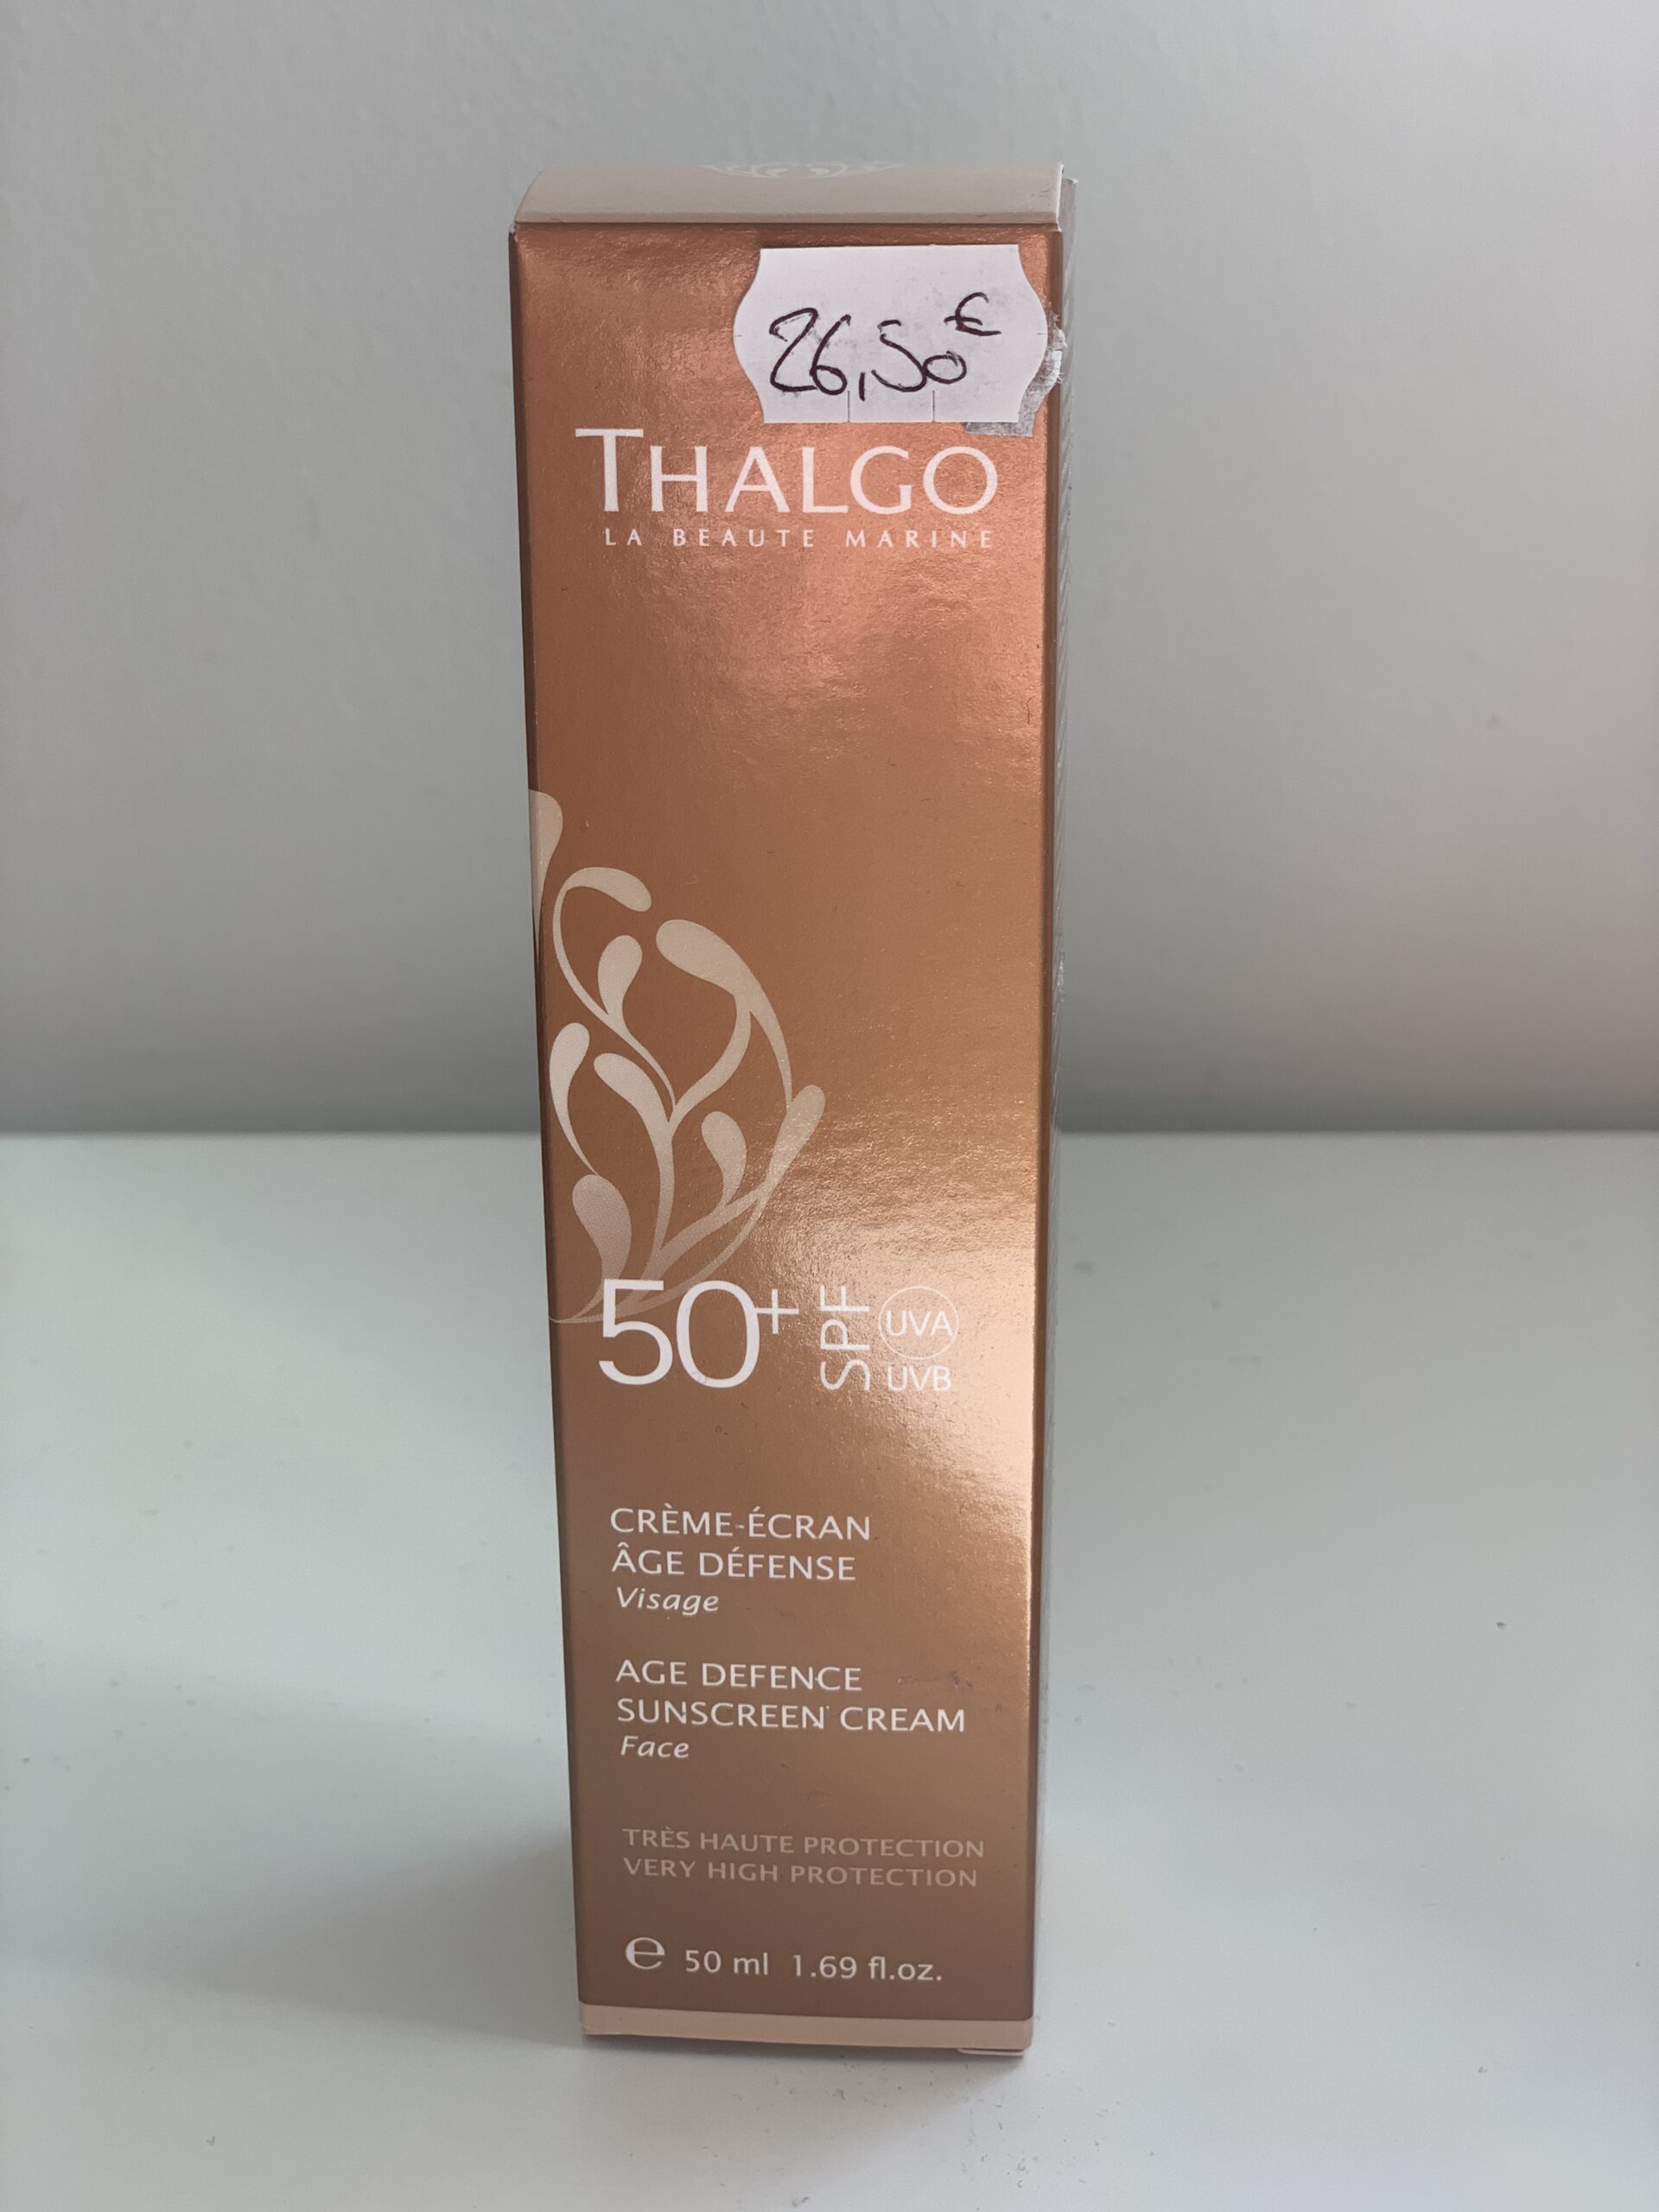 26,50€
THALGO
LA BEAUTE MARINE
50+ SPF UVA
UVB
CRÈME-ÉCRAN
ÂGE DÉFENSE
Visage
AGE DEFENCE
SUNSCREEN CREAM
Face
TRÈS HAUTE PROTECTION
VERY HIGH PROTECTION
e 50 ml 1.69 fl.oz.